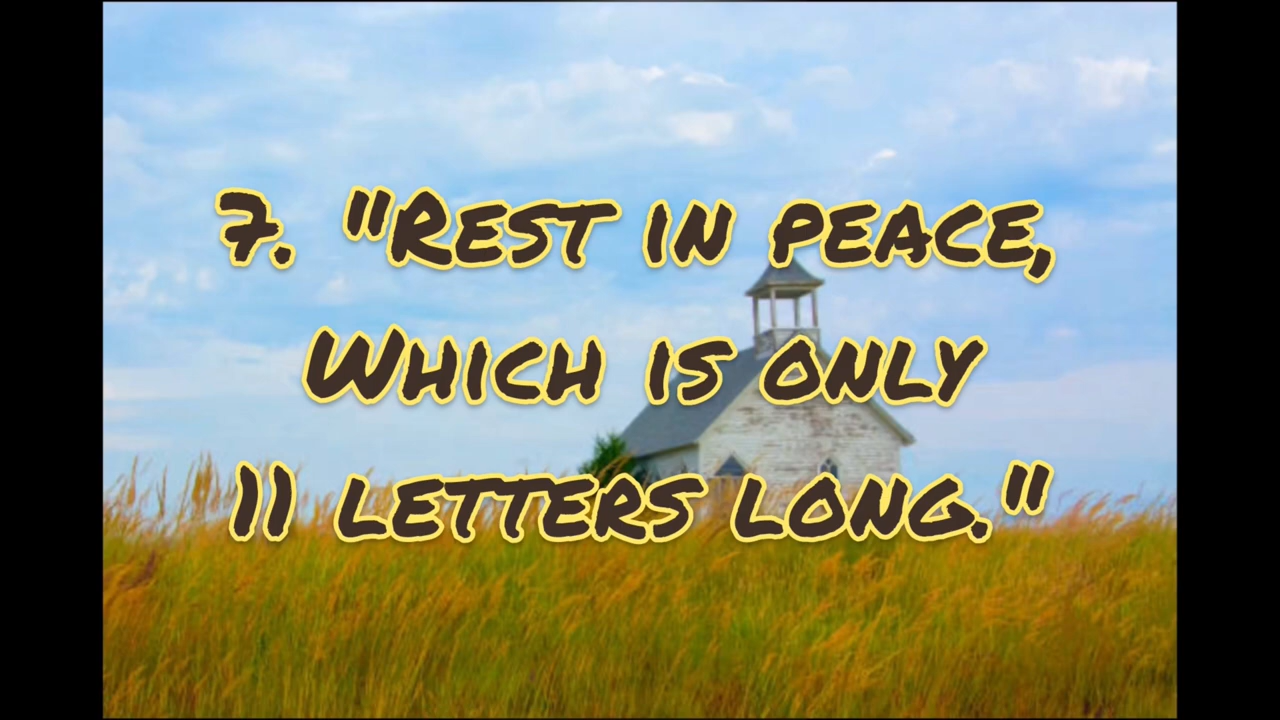 7. "Rest in peace,
Which is only
11 letters long."